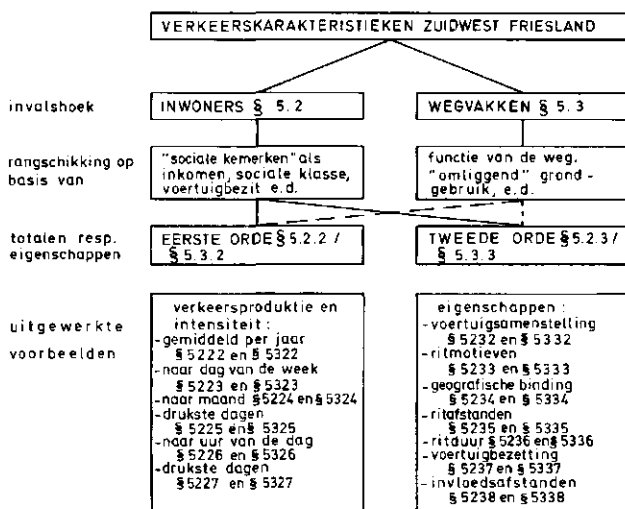 VERKEERSKARAKTERISTIEKEN ZUIDWEST FRIESLAND
invalshoek
INWONERS § 5.2
WEGVAKKEN § 5.3
rangschikking op
basis van
"sociale kemerken" als
inkomen, sociale klasse,
voertuigbezit e.d.
functie van de weg.
"omliggend" grond-
gebruik, e.d.
totalen resp.
eigenschappen
EERSTE ORDE § 5.2.2 /
§ 5.3.2
TWEEDE ORDE § 5.2.3 /
§ 5.3.3
uitgewerkte
voorbeelden
verkeersproduktie en
intensiteit :
-gemiddeld per jaar
§ 5222 en § 5322
-naar dag van de week
§ 5223 en § 5323
-naar maand § 5224 en § 5324
-drukste dagen
§ 5225 en § 5325
-naar uur van de dag
§ 5226 en § 5326
-drukste dagen
§ 5227 en § 5327
eigenschappen :
-voertuigsamenstelling
§ 5232 en § 5332
-ritmotieven
§ 5233 en § 5333
-geografische binding
§ 5234 en § 5334
-ritafstanden
§ 5235 en § 5335
-ritduur § 5236 en § 5336
-voertuigbezetting
§ 5237 en § 5337
-invloedsafstanden
§ 5238 en § 5338